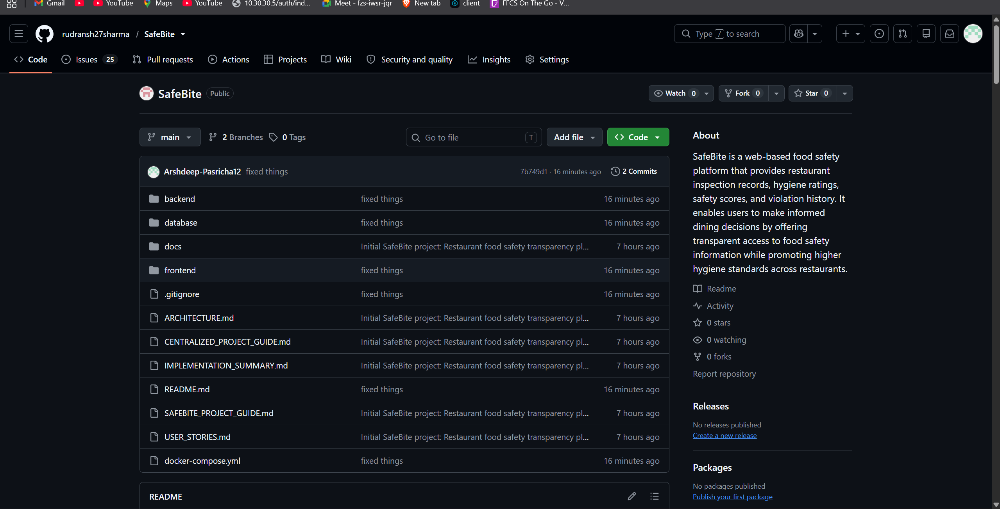 Gmail YouTube Maps YouTube 10.30.30.5/auth/ind... Meet - fzs-iwsr-jqr New tab client FFCS On The Go - V...
rudransh27sharma / SafeBite Type / to search
Code Issues 25 Pull requests Actions Projects Wiki Security and quality Insights Settings
SafeBite Public Watch 0 Fork 0 Star 0
main 2 Branches 0 Tags Go to file T Add file Code
Arshdeep-Pasricha12 fixed things 7b749d1 · 16 minutes ago 2 Commits
backend fixed things 16 minutes ago
database fixed things 16 minutes ago
docs Initial SafeBite project: Restaurant food safety transparency pl... 7 hours ago
frontend fixed things 16 minutes ago
.gitignore fixed things 16 minutes ago
ARCHITECTURE.md Initial SafeBite project: Restaurant food safety transparency pl... 7 hours ago
CENTRALIZED_PROJECT_GUIDE.md Initial SafeBite project: Restaurant food safety transparency pl... 7 hours ago
IMPLEMENTATION_SUMMARY.md Initial SafeBite project: Restaurant food safety transparency pl... 7 hours ago
README.md fixed things 16 minutes ago
SAFEBITE_PROJECT_GUIDE.md Initial SafeBite project: Restaurant food safety transparency pl... 7 hours ago
USER_STORIES.md Initial SafeBite project: Restaurant food safety transparency pl... 7 hours ago
docker-compose.yml fixed things 16 minutes ago
README
About
SafeBite is a web-based food safety
platform that provides restaurant
inspection records, hygiene ratings,
safety scores, and violation history. It
enables users to make informed
dining decisions by offering
transparent access to food safety
information while promoting higher
hygiene standards across restaurants.
Readme
Activity
0 stars
0 watching
0 forks
Report repository
Releases
No releases published
Create a new release
Packages
No packages published
Publish your first package